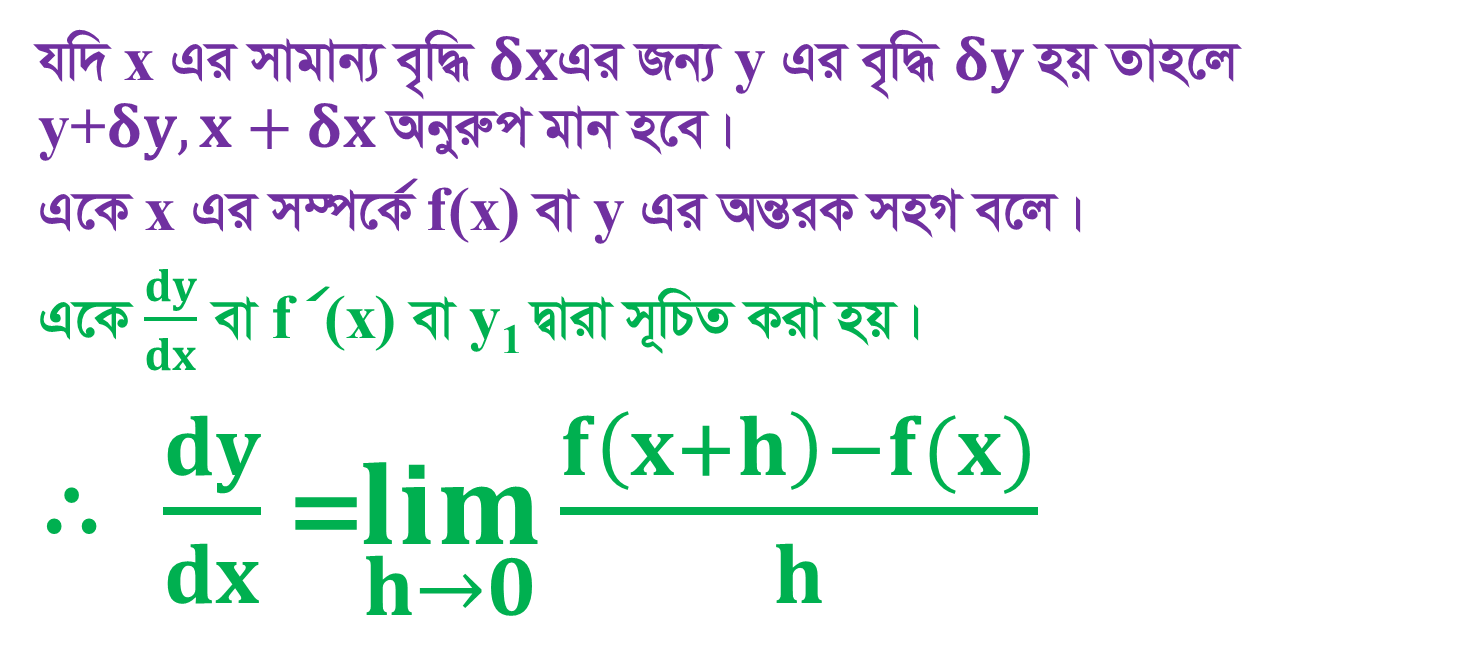 যদি x এর সামান্য বৃদ্ধি δxএর জন্য y এর বৃদ্ধি δy হয় তাহলে
y+δy, x + δx অনুরুপ মান হবে।
একে x এর সম্পর্কে f(x) বা y এর অন্তরক সহগ বলে।
একে dy/dx বা f ′(x) বা y₁ দ্বারা সূচিত করা হয়।
∴ dy/dx = lim h→0 f(x+h)−f(x)/h